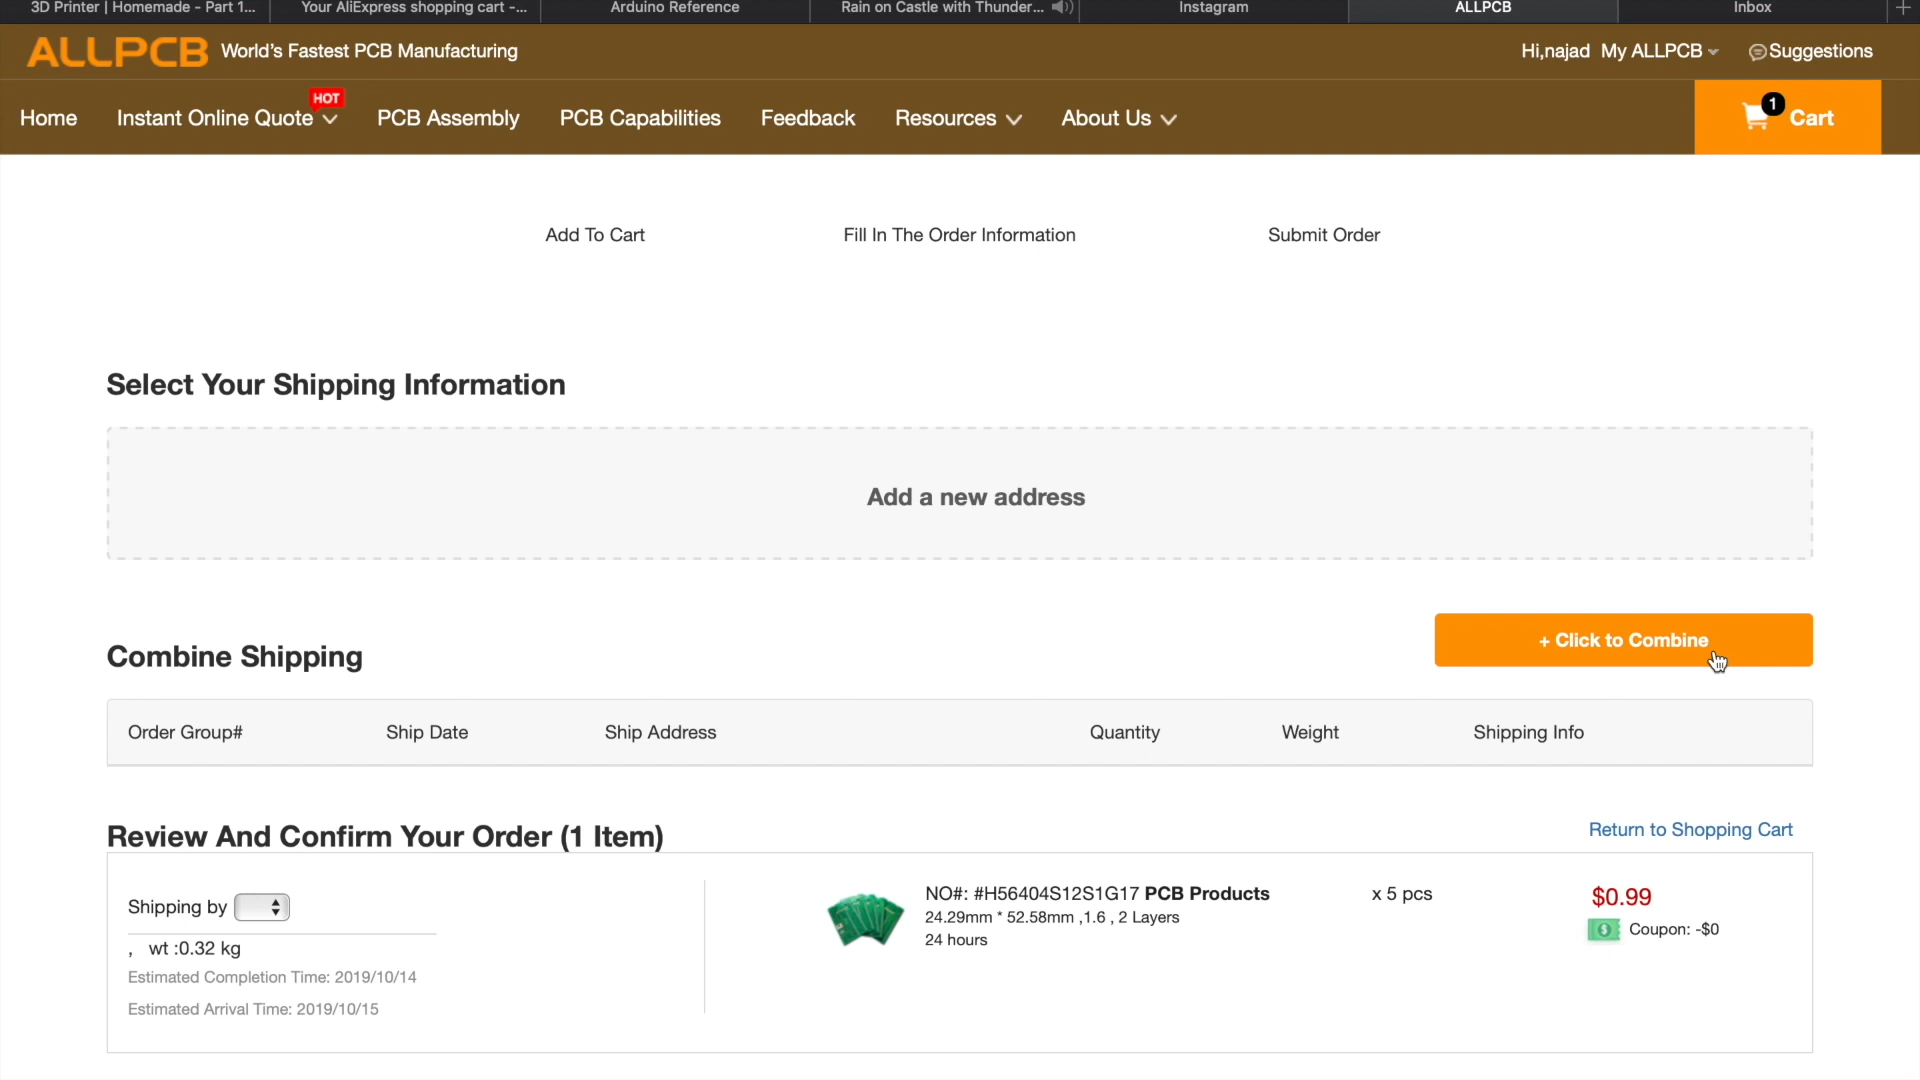 3D Printer | Homemade - Part 1...
Your AliExpress shopping cart -...
Arduino Reference
Rain on Castle with Thunder...
Instagram
ALLPCB
Inbox
ALLPCB World's Fastest PCB Manufacturing
Hi,najad My ALLPCB
Suggestions
Home
Instant Online Quote
HOT
PCB Assembly
PCB Capabilities
Feedback
Resources
About Us
1
Cart
Add To Cart
Fill In The Order Information
Submit Order
Select Your Shipping Information
Add a new address
Combine Shipping
+ Click to Combine
Order Group#
Ship Date
Ship Address
Quantity
Weight
Shipping Info
Review And Confirm Your Order (1 Item)
Return to Shopping Cart
Shipping by
, wt :0.32 kg
Estimated Completion Time: 2019/10/14
Estimated Arrival Time: 2019/10/15
NO#: #H56404S12S1G17 PCB Products
24.29mm * 52.58mm ,1.6 , 2 Layers
24 hours
x 5 pcs
$0.99
Coupon: -$0